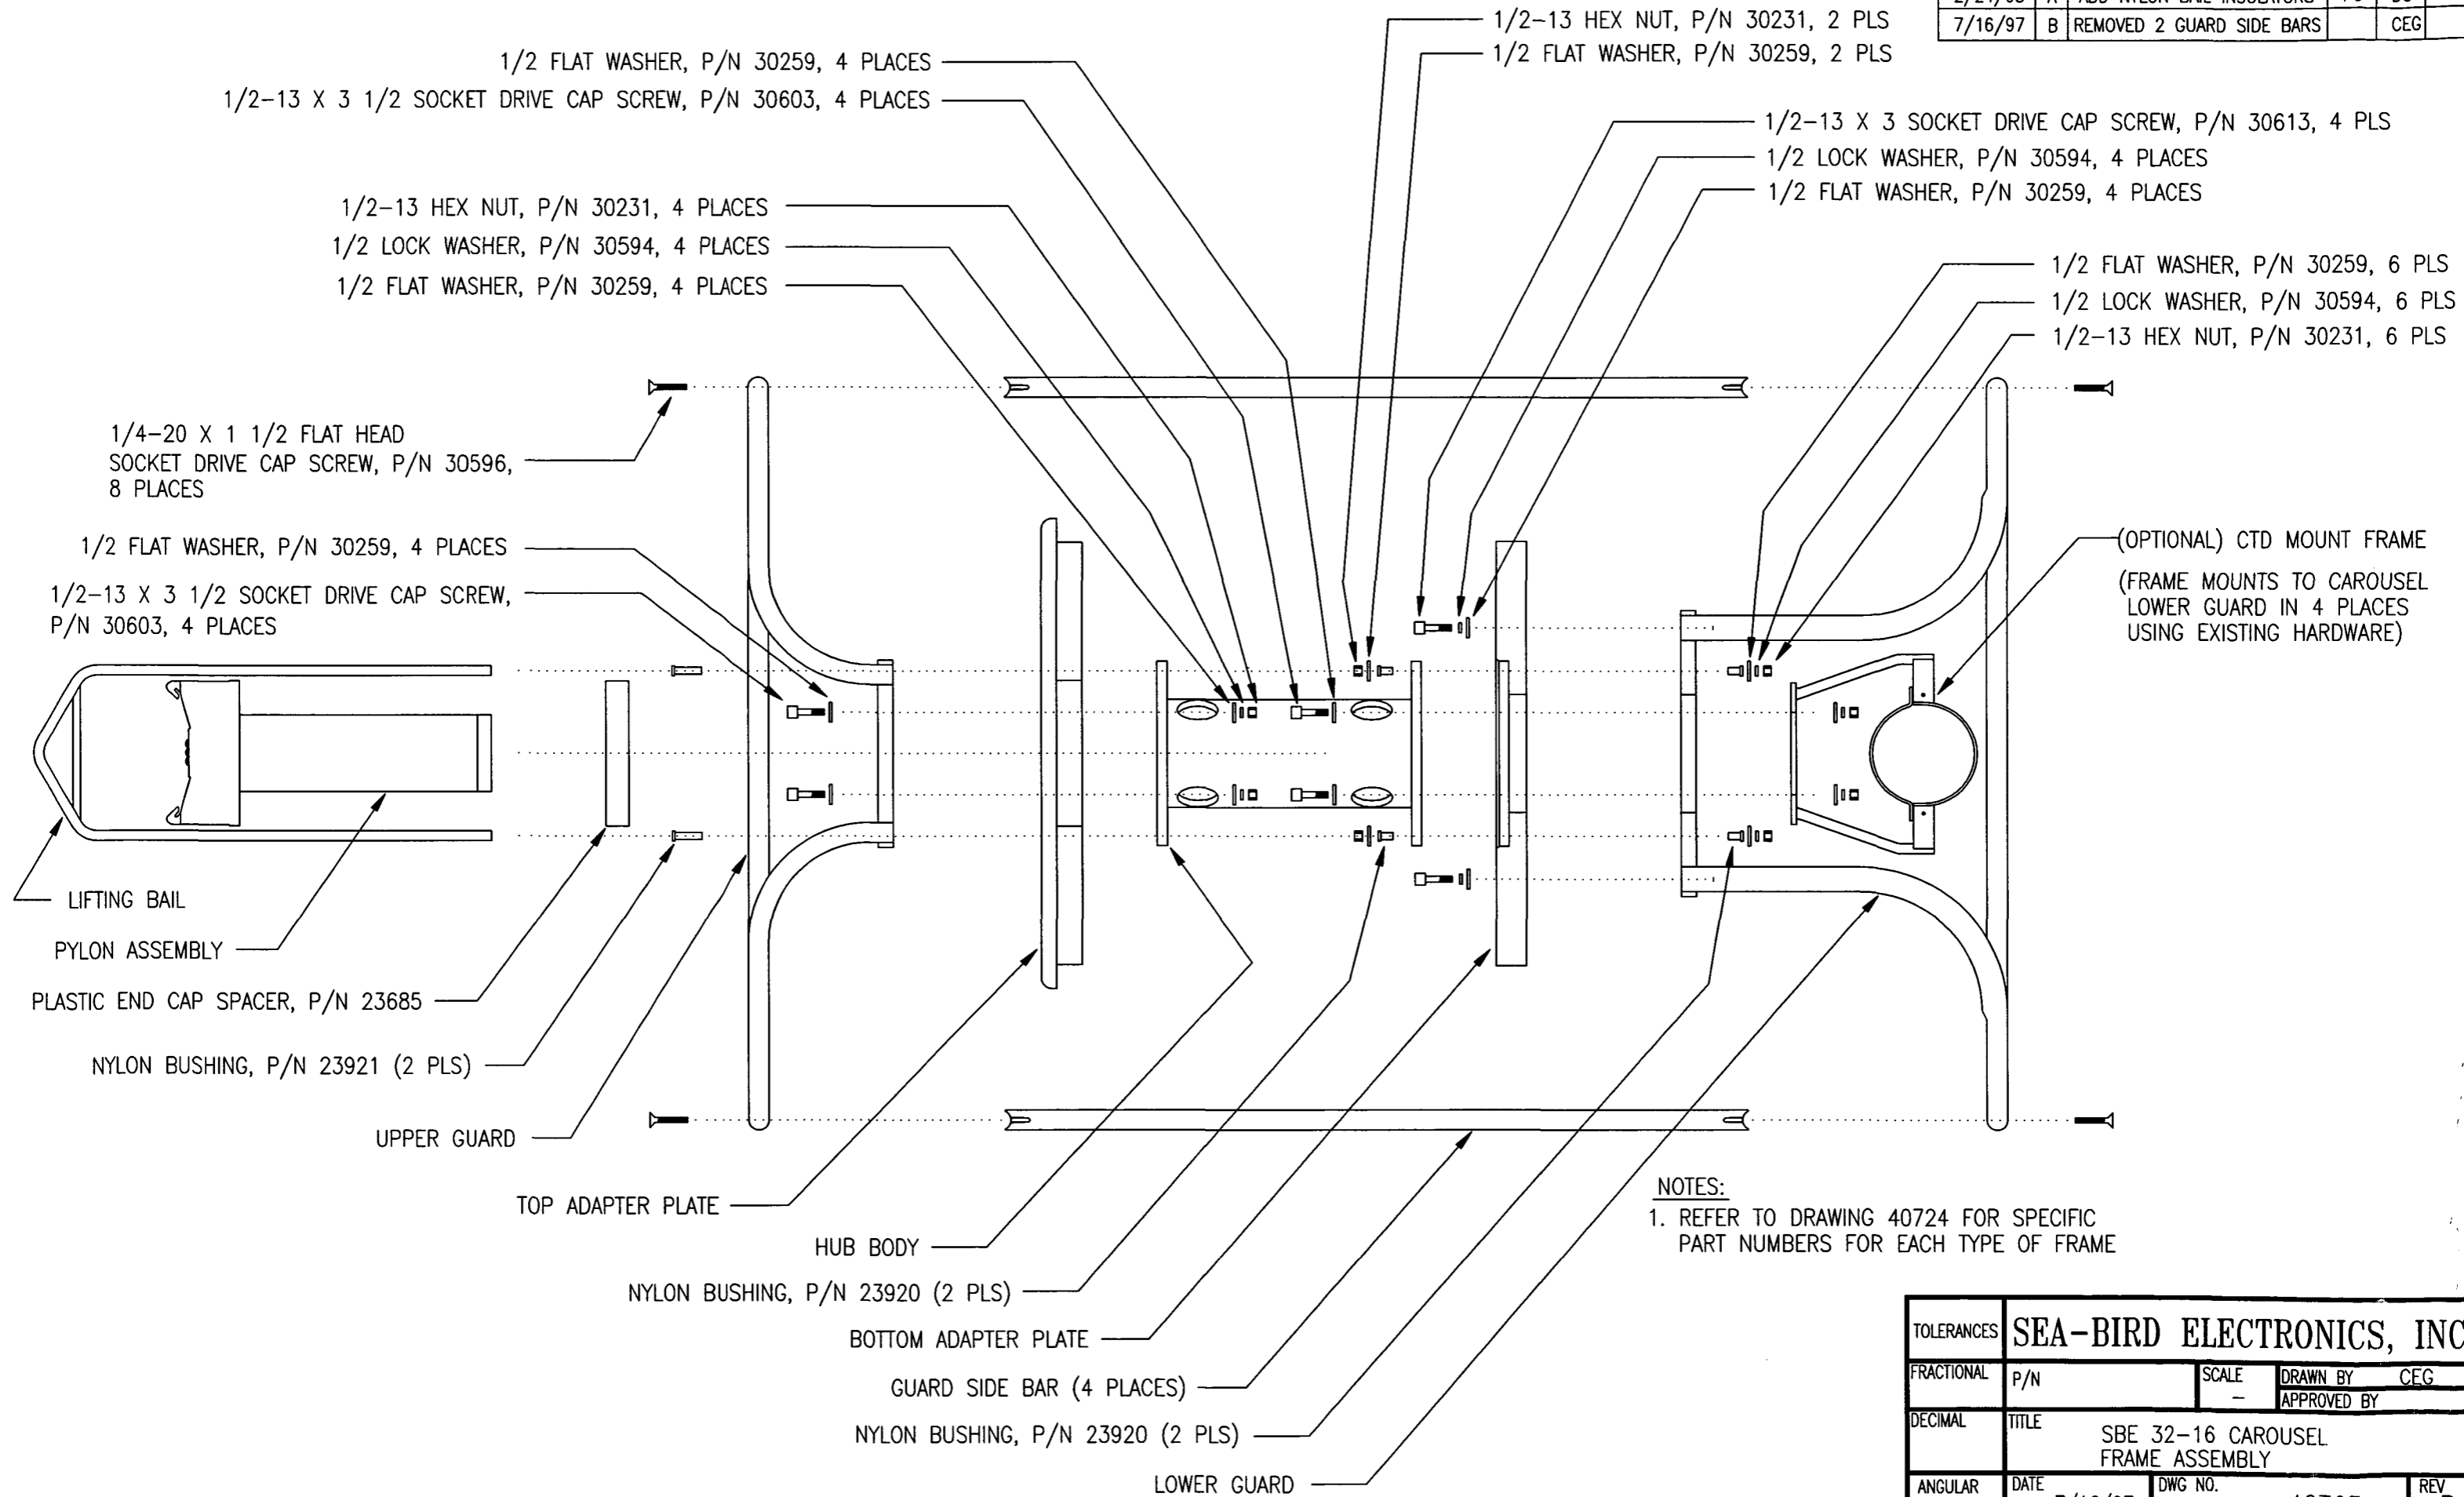 7/16/97 B REMOVED 2 GUARD SIDE BARS CEG
1/2-13 HEX NUT, P/N 30231, 2 PLS
1/2 FLAT WASHER, P/N 30259, 2 PLS
1/2 FLAT WASHER, P/N 30259, 4 PLACES
1/2-13 X 3 1/2 SOCKET DRIVE CAP SCREW, P/N 30603, 4 PLACES
1/2-13 X 3 SOCKET DRIVE CAP SCREW, P/N 30613, 4 PLS
1/2 LOCK WASHER, P/N 30594, 4 PLACES
1/2 FLAT WASHER, P/N 30259, 4 PLACES
1/2-13 HEX NUT, P/N 30231, 4 PLACES
1/2 LOCK WASHER, P/N 30594, 4 PLACES
1/2 FLAT WASHER, P/N 30259, 4 PLACES
1/2 FLAT WASHER, P/N 30259, 6 PLS
1/2 LOCK WASHER, P/N 30594, 6 PLS
1/2-13 HEX NUT, P/N 30231, 6 PLS
1/4-20 X 1 1/2 FLAT HEAD
SOCKET DRIVE CAP SCREW, P/N 30596,
8 PLACES
1/2 FLAT WASHER, P/N 30259, 4 PLACES
1/2-13 X 3 1/2 SOCKET DRIVE CAP SCREW,
P/N 30603, 4 PLACES
(OPTIONAL) CTD MOUNT FRAME
(FRAME MOUNTS TO CAROUSEL
LOWER GUARD IN 4 PLACES
USING EXISTING HARDWARE)
LIFTING BAIL
PYLON ASSEMBLY
PLASTIC END CAP SPACER, P/N 23685
NYLON BUSHING, P/N 23921 (2 PLS)
UPPER GUARD
TOP ADAPTER PLATE
HUB BODY
NYLON BUSHING, P/N 23920 (2 PLS)
BOTTOM ADAPTER PLATE
GUARD SIDE BAR (4 PLACES)
NYLON BUSHING, P/N 23920 (2 PLS)
LOWER GUARD
NOTES:
1. REFER TO DRAWING 40724 FOR SPECIFIC
PART NUMBERS FOR EACH TYPE OF FRAME
TOLERANCES SEA-BIRD ELECTRONICS, INC
FRACTIONAL P/N SCALE - DRAWN BY CEG
APPROVED BY
DECIMAL TITLE SBE 32-16 CAROUSEL
FRAME ASSEMBLY
ANGULAR DATE DWG NO. REV